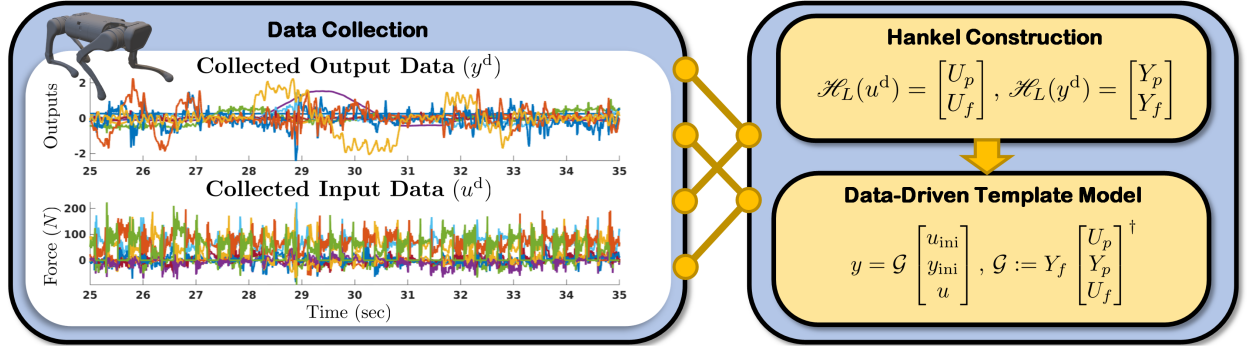 Data Collection
Collected Output Data (y^d)
Outputs
2
0
-2
25 26 27 28 29 30 31 32 33 34 35
Collected Input Data (u^d)
Force (N)
200
100
0
25 26 27 28 29 30 31 32 33 34 35
Time (sec)
Hankel Construction
ℋ_L(u^d) = [U_p U_f], ℋ_L(y^d) = [Y_p Y_f]
Data-Driven Template Model
y = 𝒢 [u_ini y_ini u], 𝒢 := Y_f [U_p Y_p U_f]^†